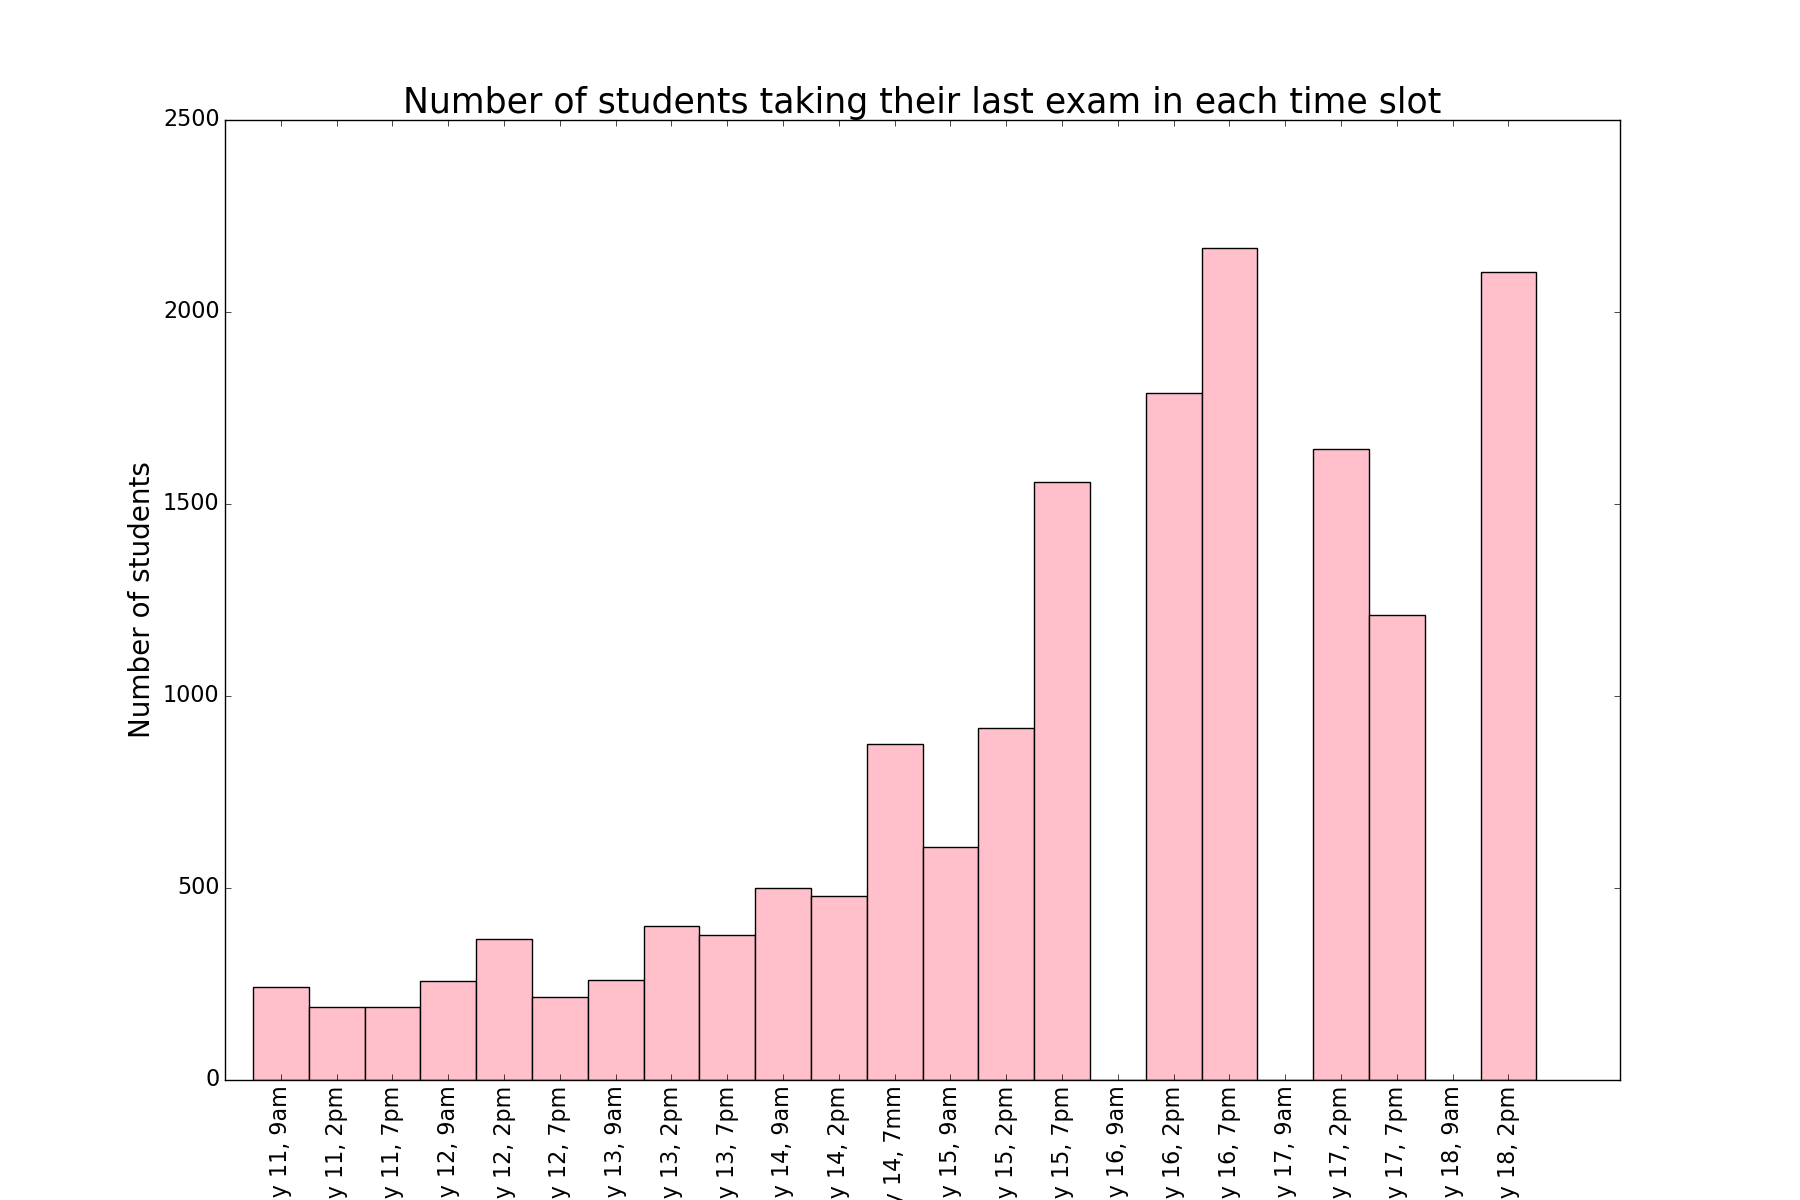 Number of students taking their last exam in each time slot
2500
2000
1500
1000
500
0
Number of students
y 11, 9am
y 11, 2pm
y 11, 7pm
y 12, 9am
y 12, 2pm
y 12, 7pm
y 13, 9am
y 13, 2pm
y 13, 7pm
y 14, 9am
y 14, 2pm
y 14, 7mm
y 15, 9am
y 15, 2pm
y 15, 7pm
y 16, 9am
y 16, 2pm
y 16, 7pm
y 17, 9am
y 17, 2pm
y 17, 7pm
y 18, 9am
y 18, 2pm